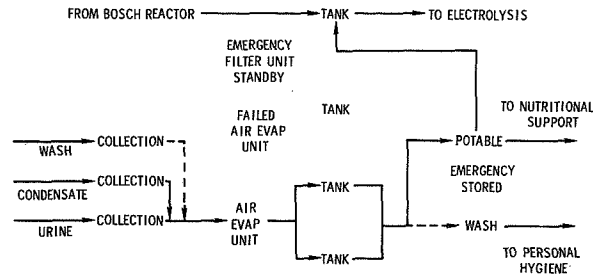 FROM BOSCH REACTOR
TANK
TO ELECTROLYSIS
EMERGENCY
FILTER UNIT
STANDBY
FAILED
AIR EVAP
UNIT
TANK
TO NUTRITIONAL
SUPPORT
WASH
COLLECTION
POTABLE
EMERGENCY
STORED
CONDENSATE
COLLECTION
URINE
COLLECTION
AIR
EVAP
UNIT
TANK
TANK
WASH
TO PERSONAL
HYGIENE